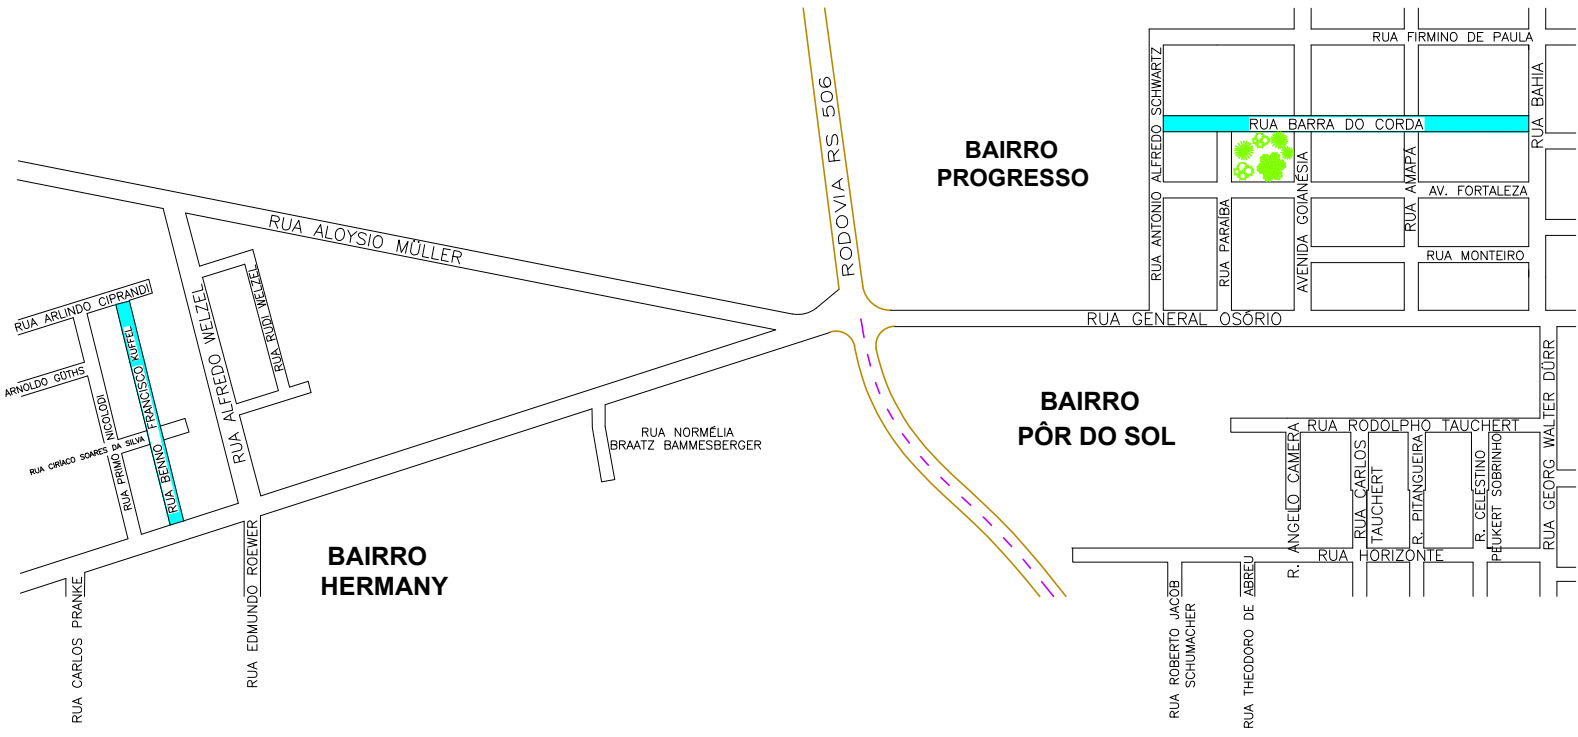 RUA FIRMINO DE PAULA
RUA BAHIA
RUA ANTONIO ALFREDO SCHWARTZ
RUA BARRA DO CORDA
RODOVIA RS 506
BAIRRO
PROGRESSO
RUA AMAPÁ
AV. FORTALEZA
RUA PARAÍBA
AVENIDA GOIANÉSIA
RUA MONTEIRO
RUA ALOYSIO MÜLLER
RUA GENERAL OSÓRIO
RUA ARLINDO CIPRANDI
RUA ALFREDO WELZEL
RUA RUDI WELZEL
ARNOLDO GÜTHS
RUA PRIMO NICOLODI
RUA BENNO FRANCISCO KUFFEL
RUA CIRÍACO SOARES DA SILVA
RUA NORMÉLIA
BRAATZ BAMMESBERGER
BAIRRO
PÔR DO SOL
RUA GEORG WALTER DÜRR
RUA RODOLPHO TAUCHERT
R. ANGELO CAMERA
RUA CARLOS
TAUCHERT
R. PITANGUEIRA
R. CELESTINO
PEUKERT SOBRINHO
RUA HORIZONTE
BAIRRO
HERMANY
RUA CARLOS PRANKE
RUA EDMUNDO ROEWER
RUA ROBERTO JACOB
SCHUMACHER
RUA THEODORO DE ABREU